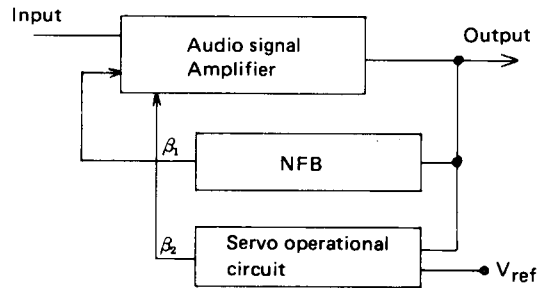 Input
Audio signal
Amplifier
Output
β₁
NFB
β₂
Servo operational
circuit
Vref